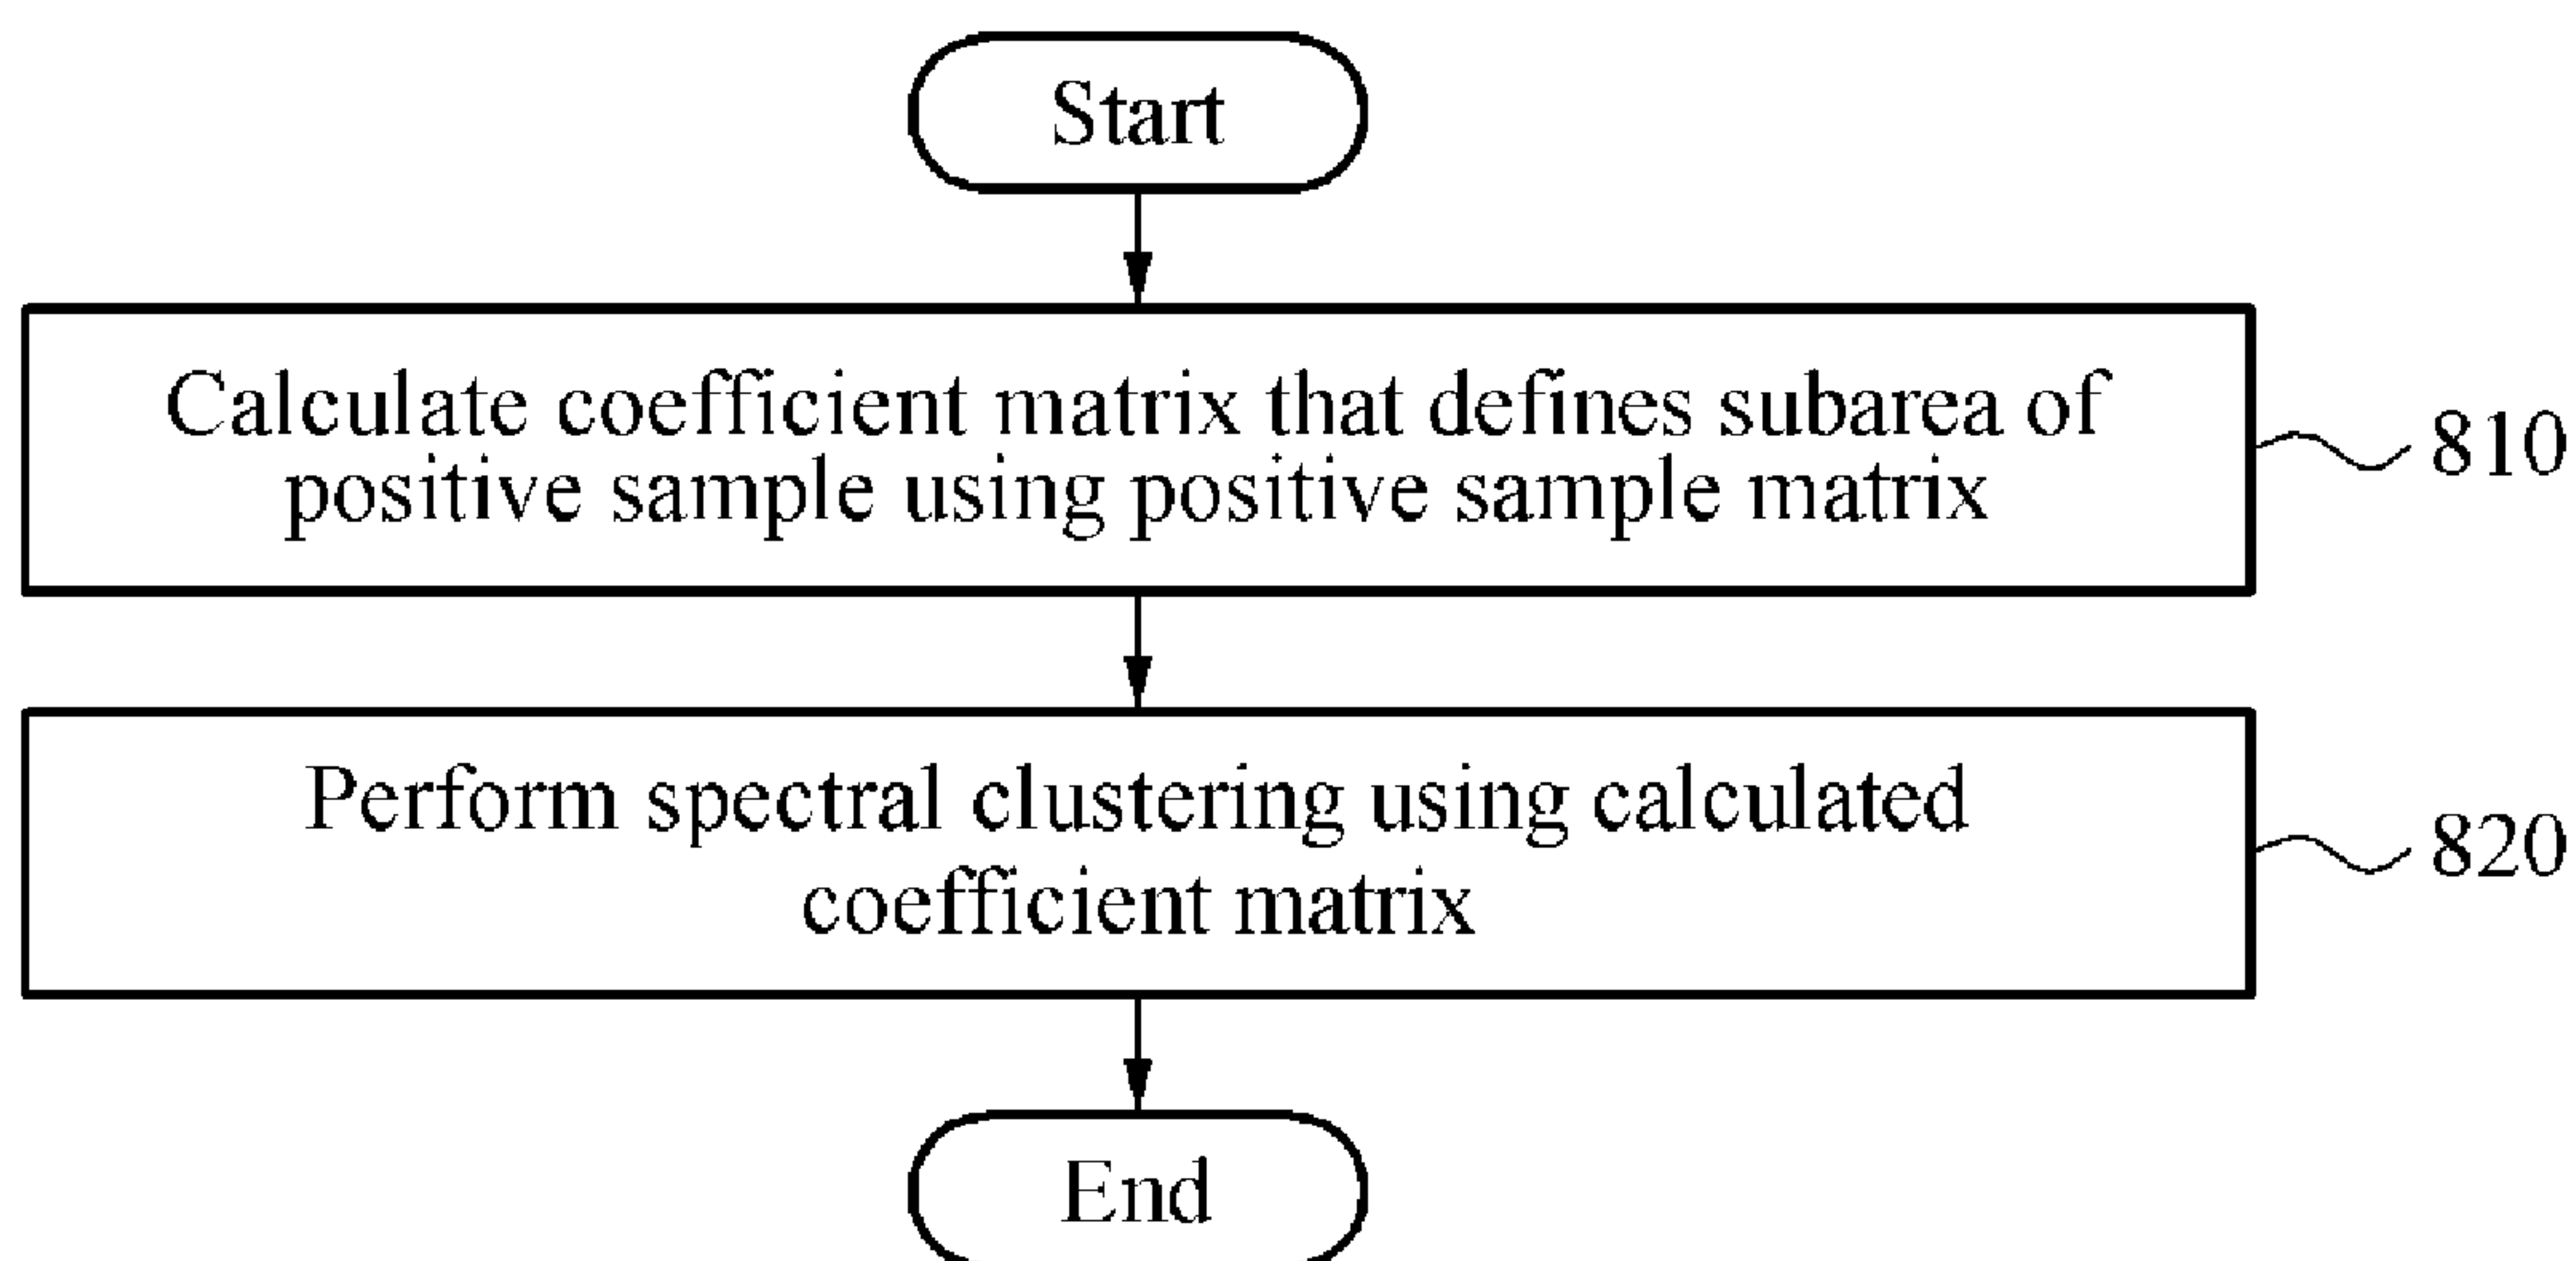 Start
Calculate coefficient matrix that defines subarea of
positive sample using positive sample matrix
810
Perform spectral clustering using calculated
coefficient matrix
820
End